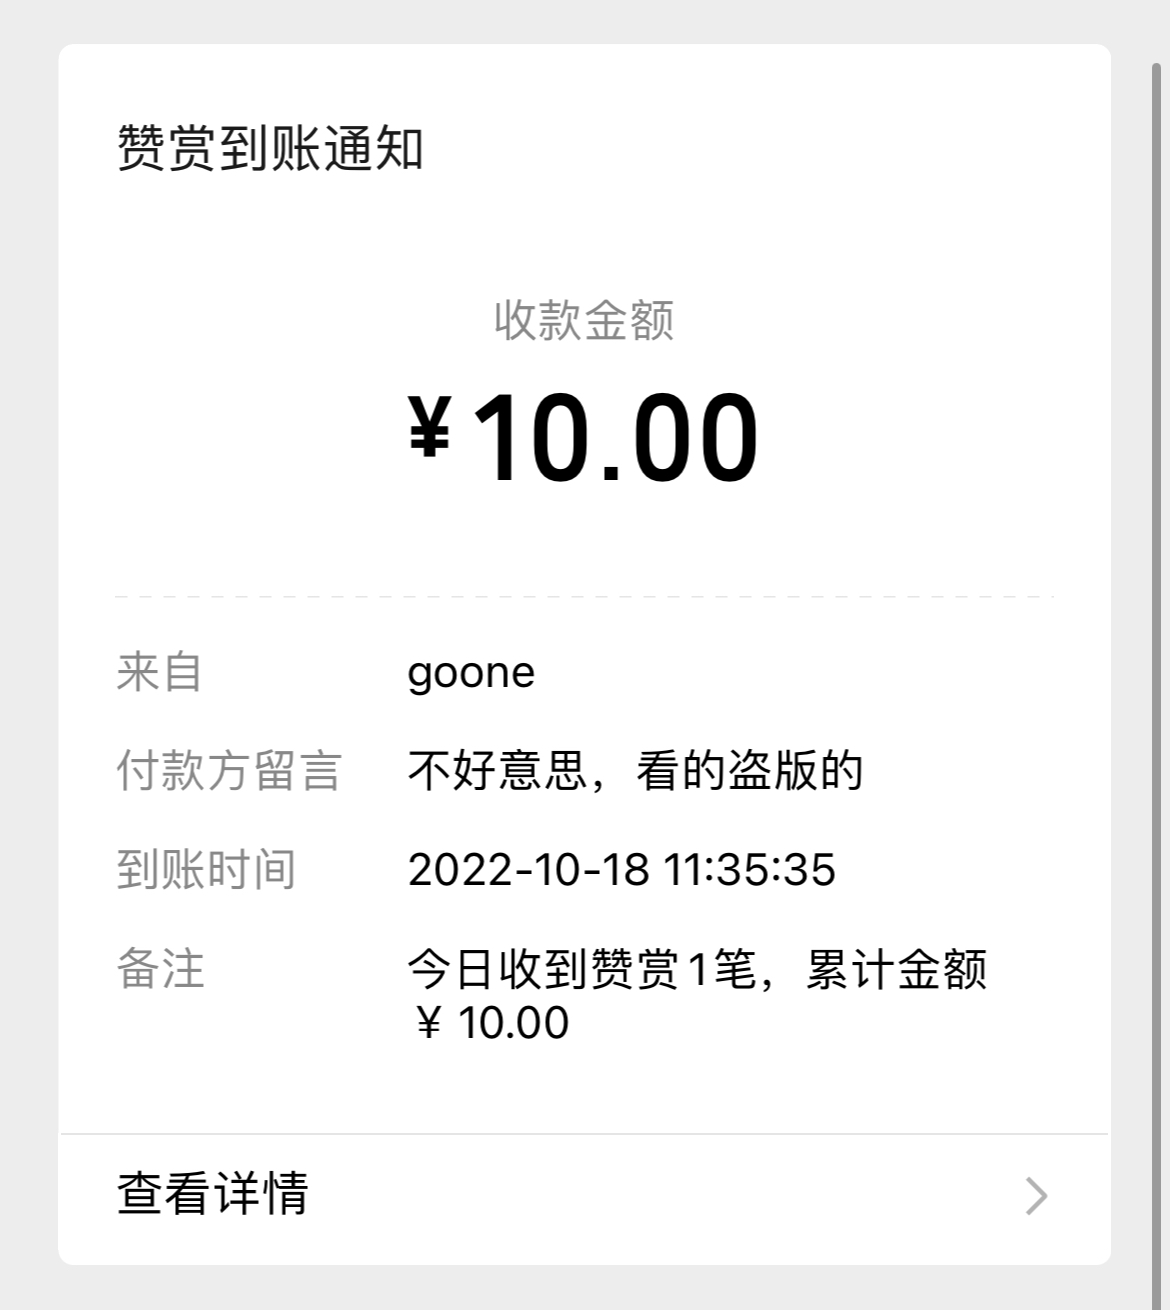 赞赏到账通知
收款金额
¥10.00
来自 goone
付款方留言 不好意思，看的盗版的
到账时间 2022-10-18 11:35:35
备注 今日收到赞赏1笔，累计金额
¥ 10.00
查看详情